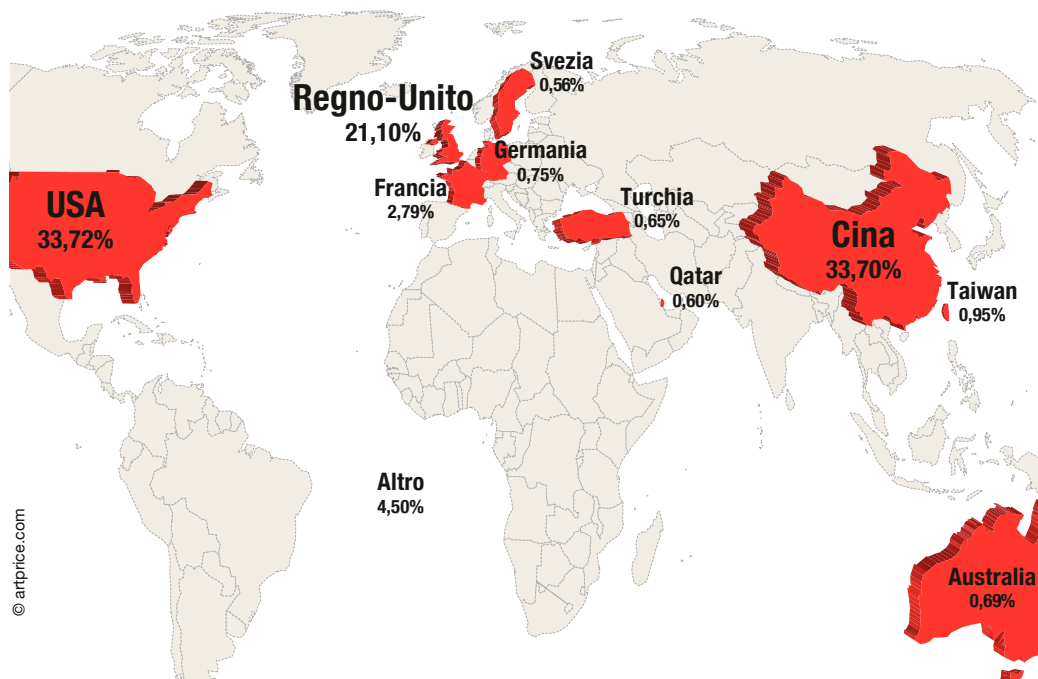 Svezia
0,56%
Regno-Unito
21,10%
Germania
0,75%
Francia
2,79%
Turchia
0,65%
USA
33,72%
Cina
33,70%
Qatar
0,60%
Taiwan
0,95%
Altro
4,50%
Australia
0,69%
© artprice.com